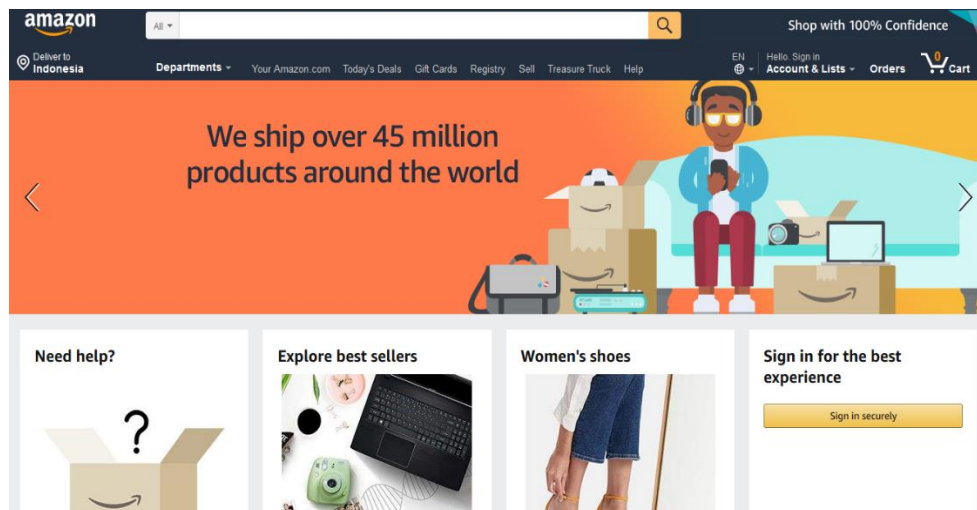 amazon
All
Shop with 100% Confidence
Deliver to
Indonesia
Departments
Your Amazon.com
Today's Deals
Gift Cards
Registry
Sell
Treasure Truck
Help
EN
Hello. Sign in
Account & Lists
Orders
0
Cart
We ship over 45 million
products around the world
Need help?
?
Explore best sellers
Women's shoes
Sign in for the best
experience
Sign in securely